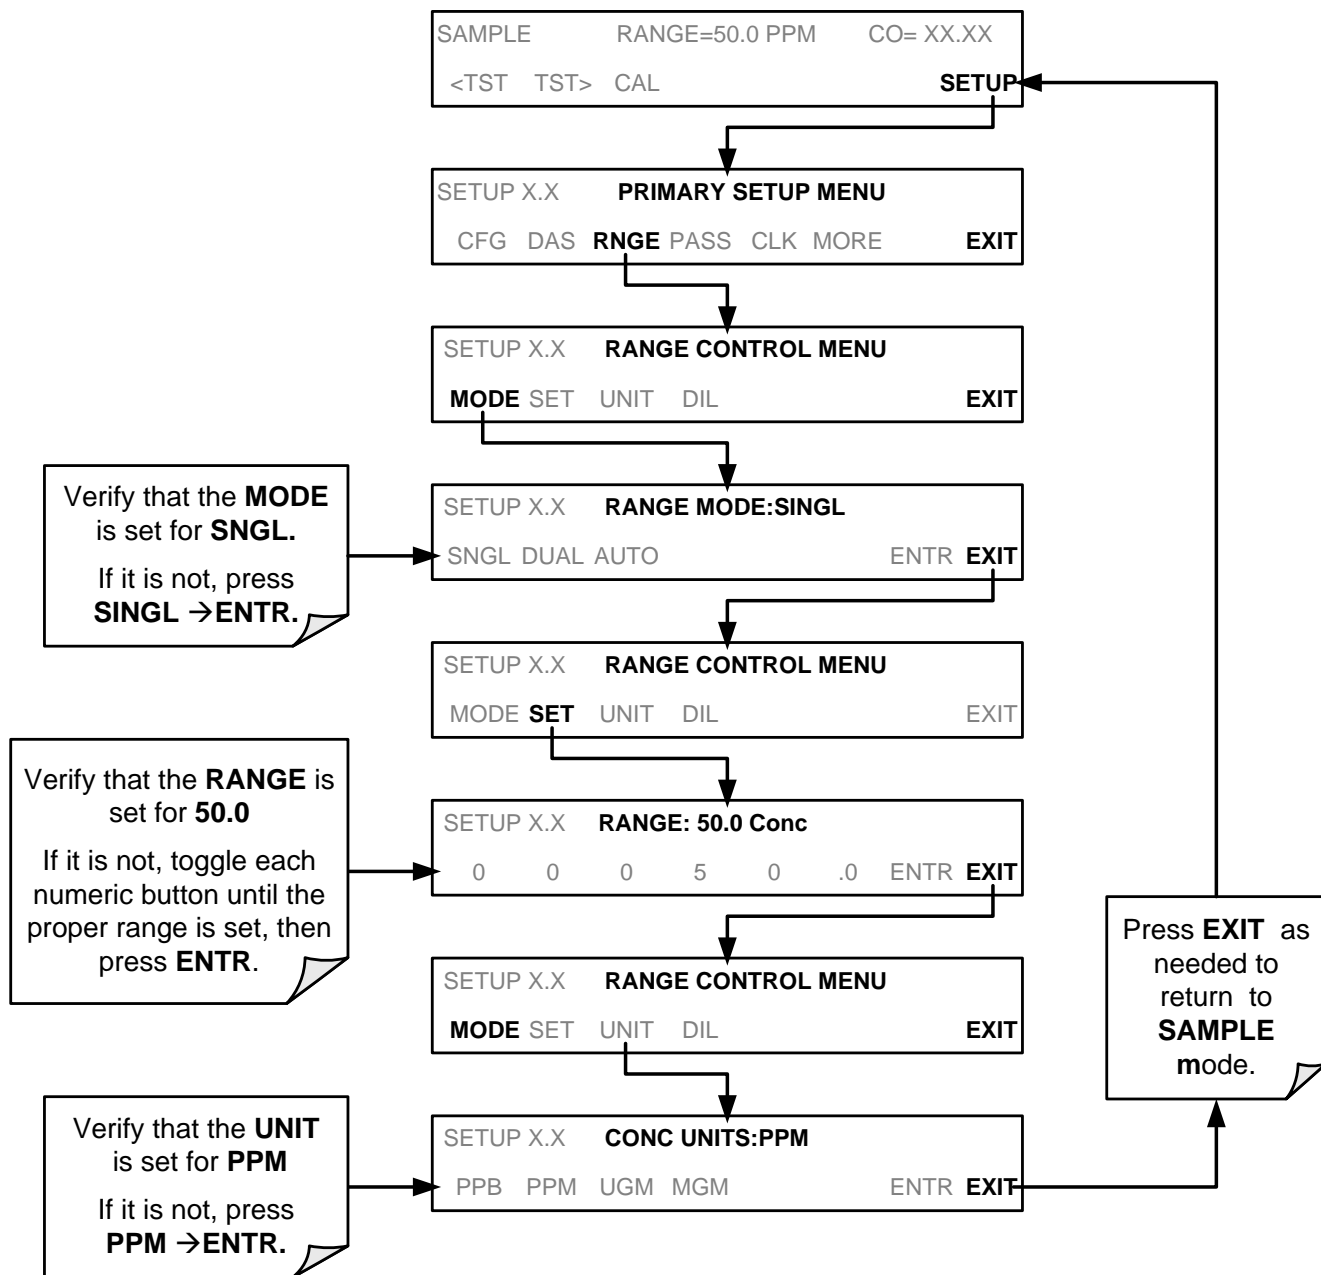 SAMPLE RANGE=50.0 PPM CO= XX.XX
<TST TST> CAL SETUP
SETUP X.X PRIMARY SETUP MENU
CFG DAS RNGE PASS CLK MORE EXIT
SETUP X.X RANGE CONTROL MENU
MODE SET UNIT DIL EXIT
Verify that the MODE
is set for SNGL.
If it is not, press
SINGL →ENTR.
SETUP X.X RANGE MODE:SINGL
SNGL DUAL AUTO ENTR EXIT
SETUP X.X RANGE CONTROL MENU
MODE SET UNIT DIL EXIT
Verify that the RANGE is
set for 50.0
If it is not, toggle each
numeric button until the
proper range is set, then
press ENTR.
SETUP X.X RANGE: 50.0 Conc
0 0 0 5 0 .0 ENTR EXIT
SETUP X.X RANGE CONTROL MENU
MODE SET UNIT DIL EXIT
Press EXIT as
needed to
return to
SAMPLE
mode.
Verify that the UNIT
is set for PPM
If it is not, press
PPM →ENTR.
SETUP X.X CONC UNITS:PPM
PPB PPM UGM MGM ENTR EXIT